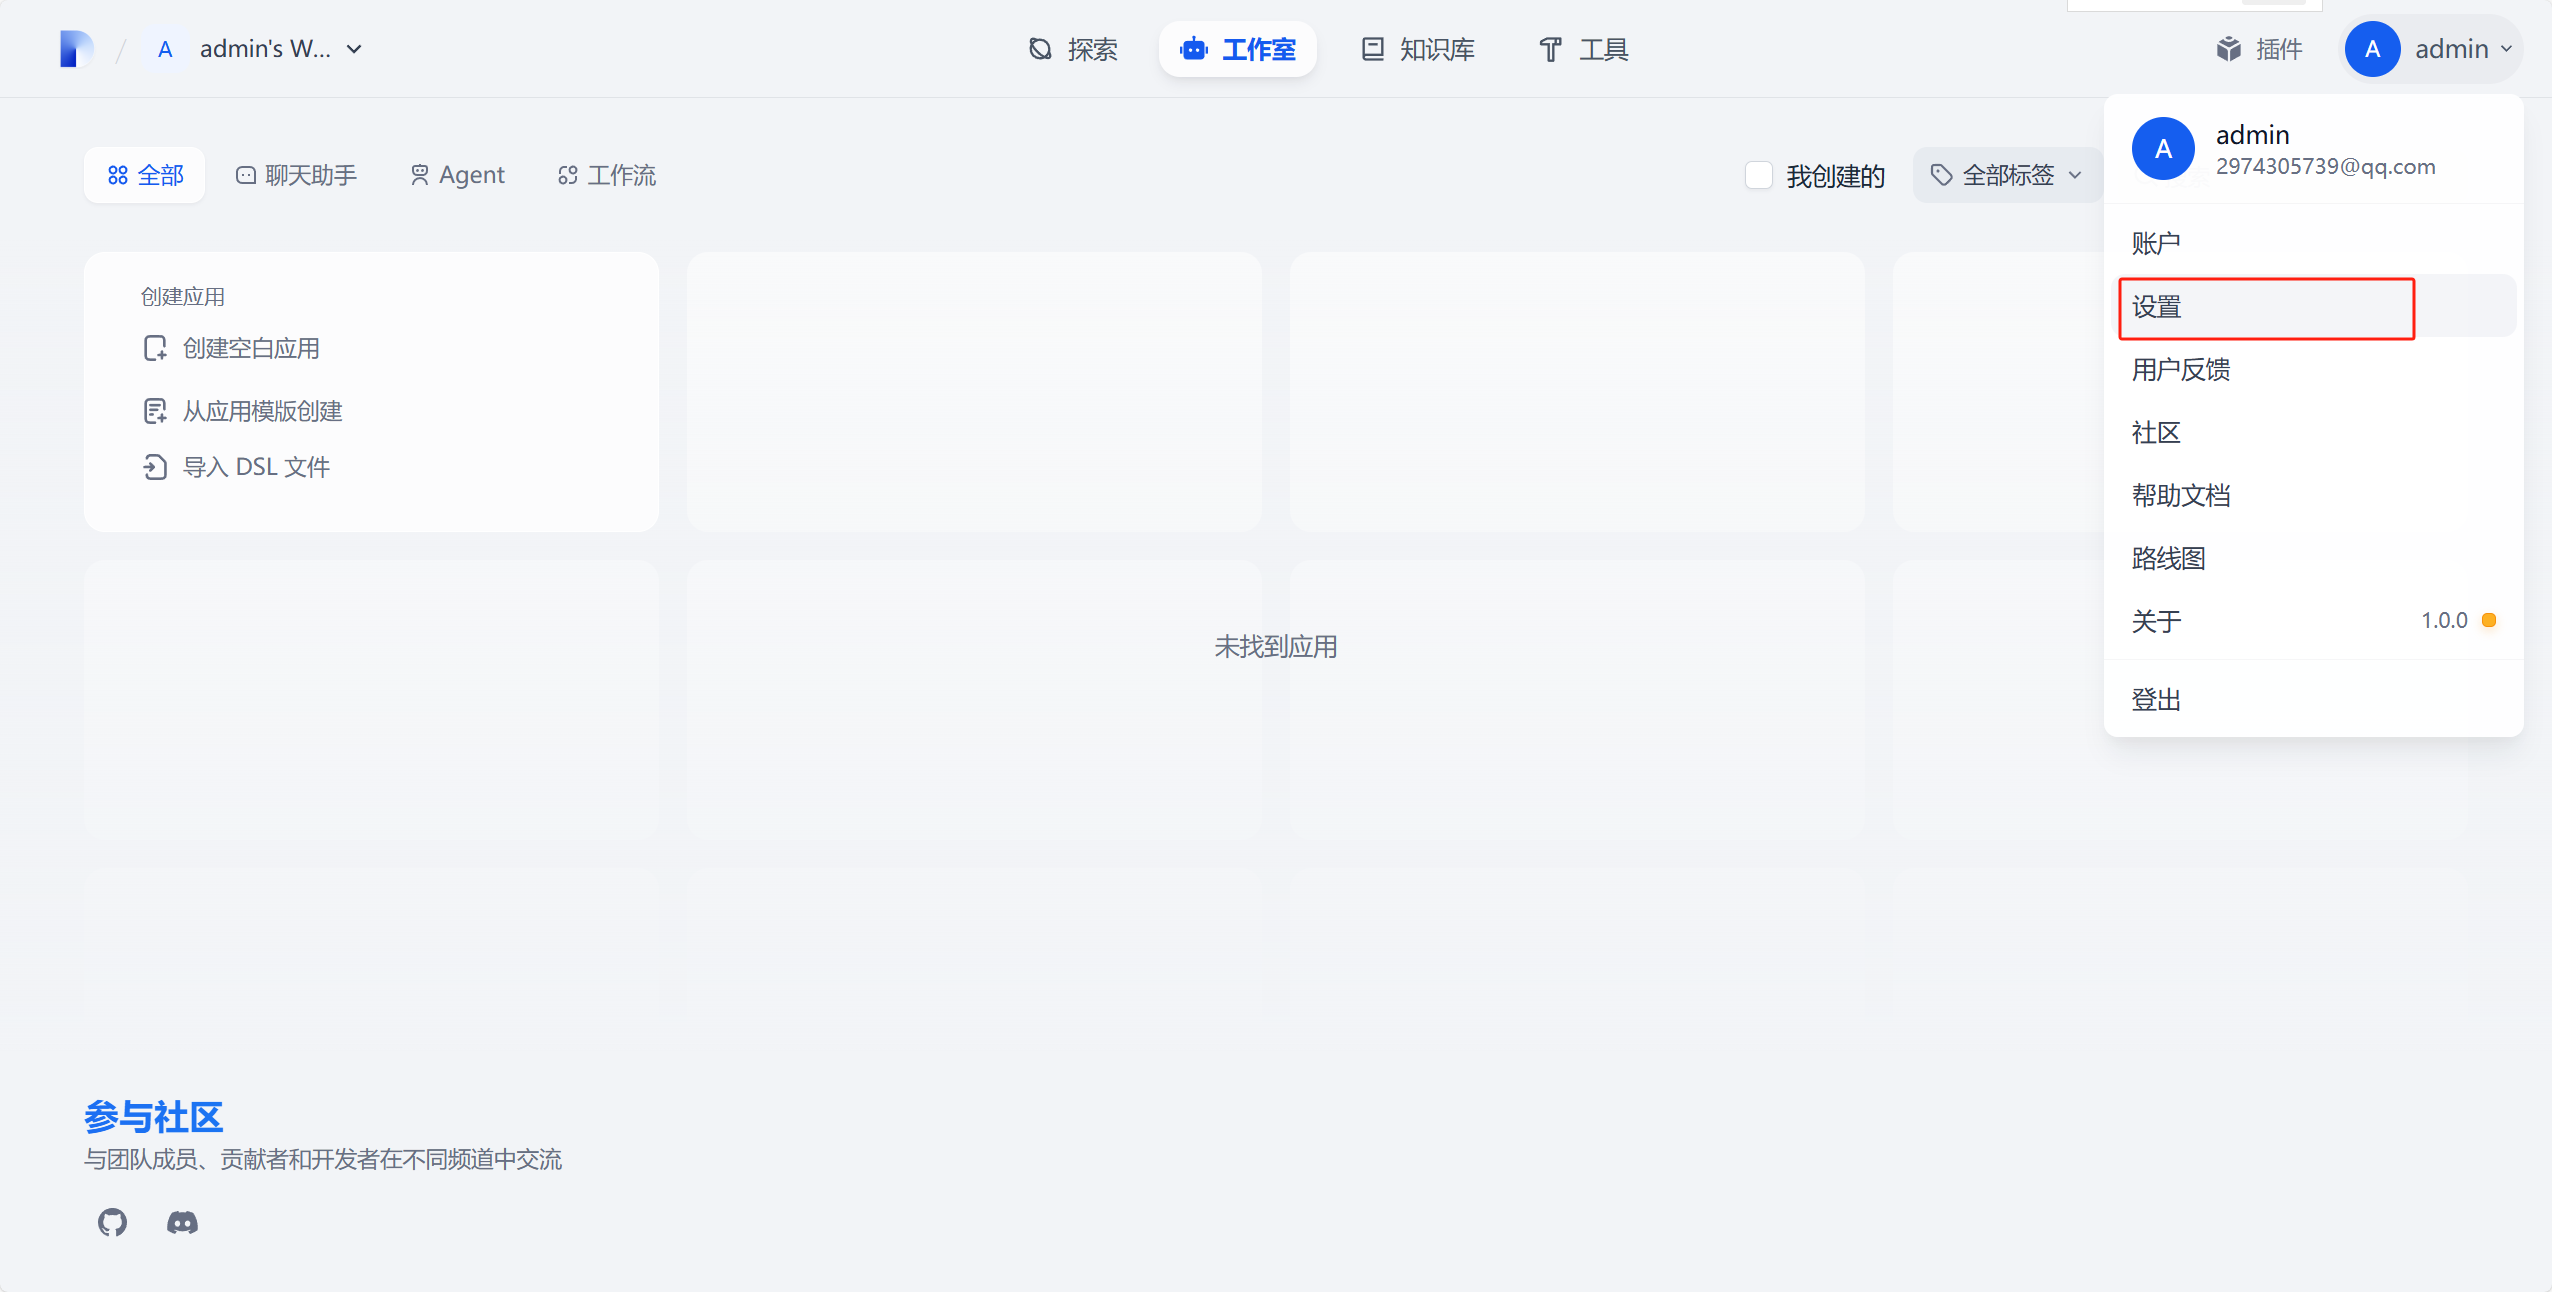 A admin's W...
探索
工作室
知识库
工具
插件
A admin
全部
聊天助手
Agent
工作流
我创建的
全部标签
A
admin
2974305739@qq.com
账户
设置
用户反馈
社区
帮助文档
路线图
关于 1.0.0
登出
创建应用
创建空白应用
从应用模版创建
导入 DSL 文件
未找到应用
参与社区
与团队成员、贡献者和开发者在不同频道中交流